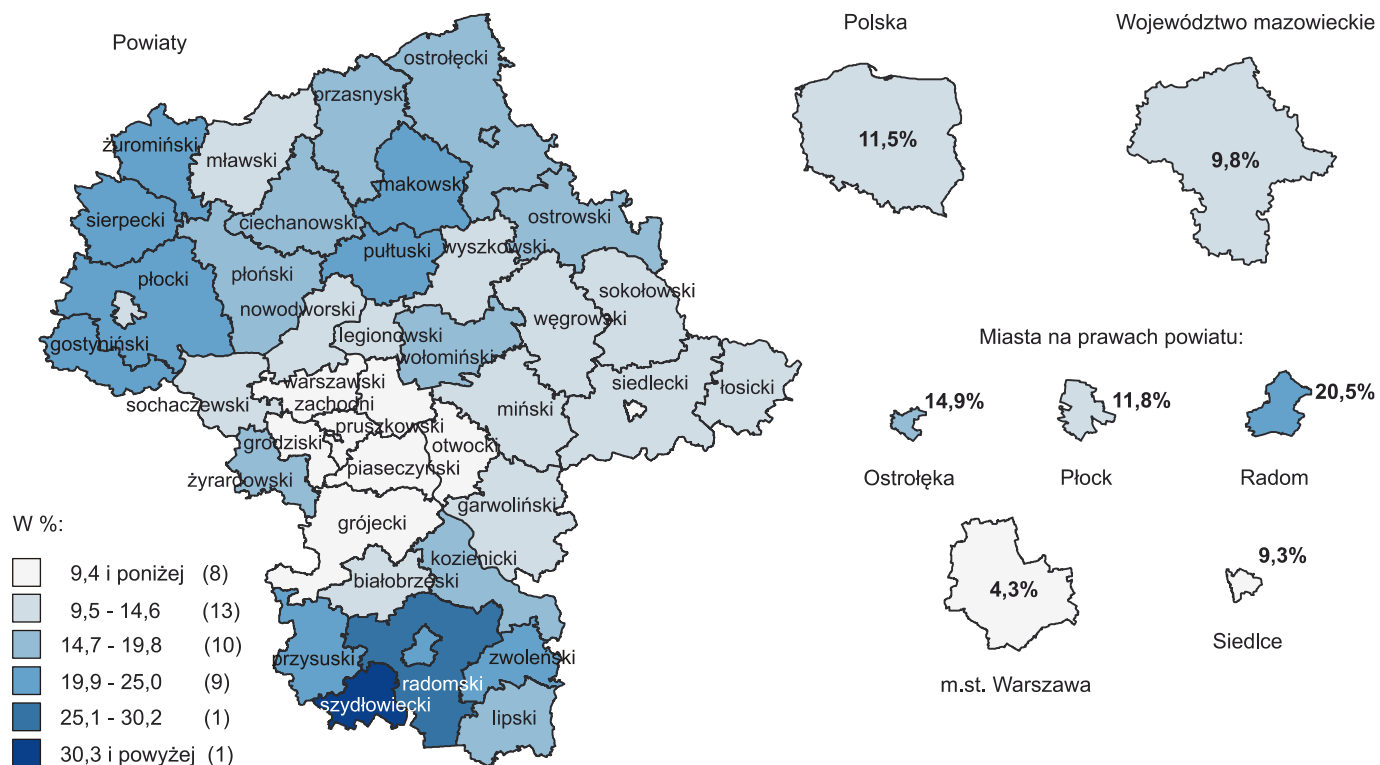 Powiaty
Polska
Województwo mazowieckie
ostrołęcki
przasnyski
żuromiński
mławski
makowski
sierpecki
ciechanowski
ostrowski
wyszkowski
pułtuski
płocki
płoński
nowodworski
sokołowski
węgrowski
legionowski
wołomiński
gostyniński
siedlecki
łosicki
warszawski
zachodni
sochaczewski
miński
pruszkowski
grodziski
otwocki
piaseczyński
żyrardowski
garwoliński
grójecki
kozienicki
białobrzeski
przysuski
zwoleński
radomski
szydłowiecki
lipski
11,5%
9,8%
Miasta na prawach powiatu:
14,9%
11,8%
20,5%
Ostrołęka
Płock
Radom
4,3%
9,3%
m.st. Warszawa
Siedlce
W %:
9,4 i poniżej (8)
9,5 - 14,6 (13)
14,7 - 19,8 (10)
19,9 - 25,0 (9)
25,1 - 30,2 (1)
30,3 i powyżej (1)